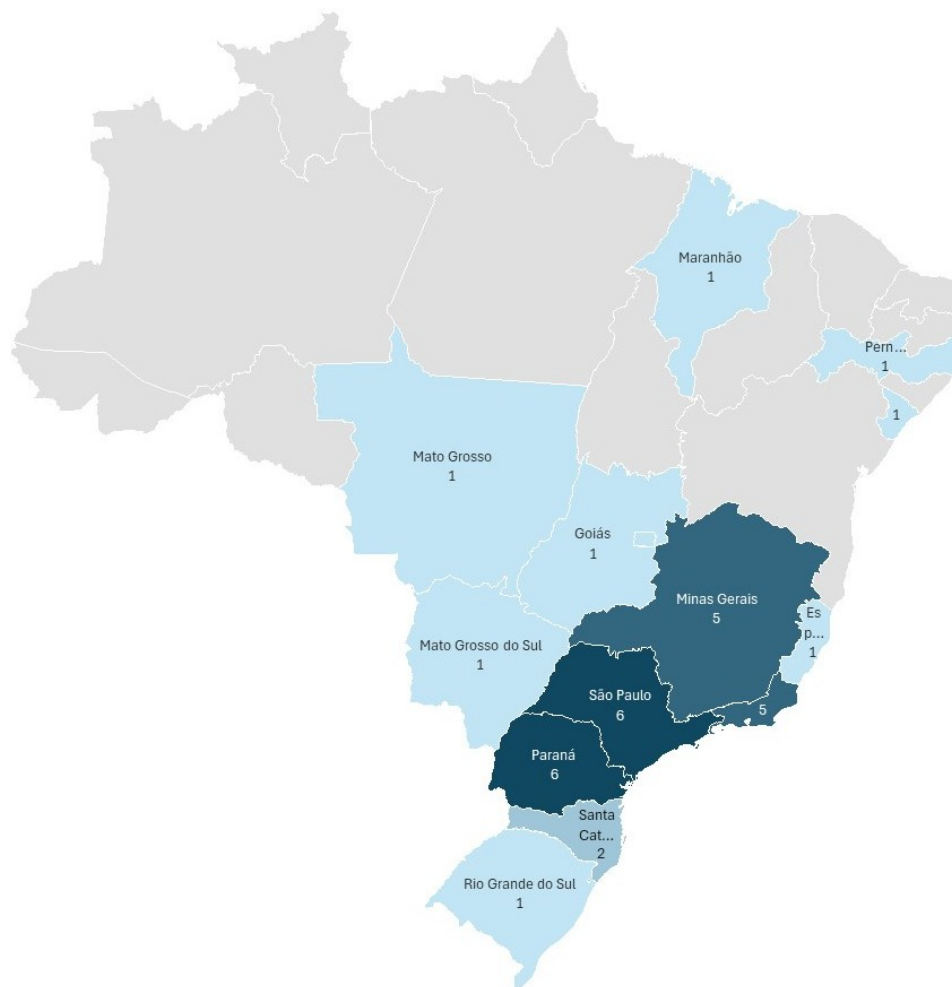 Maranhão
1
Pern...
1
1
Mato Grosso
1
Goiás
1
Minas Gerais
5
Es
p...
1
Mato Grosso do Sul
1
São Paulo
6
5
Paraná
6
Santa
Cat...
2
Rio Grande do Sul
1